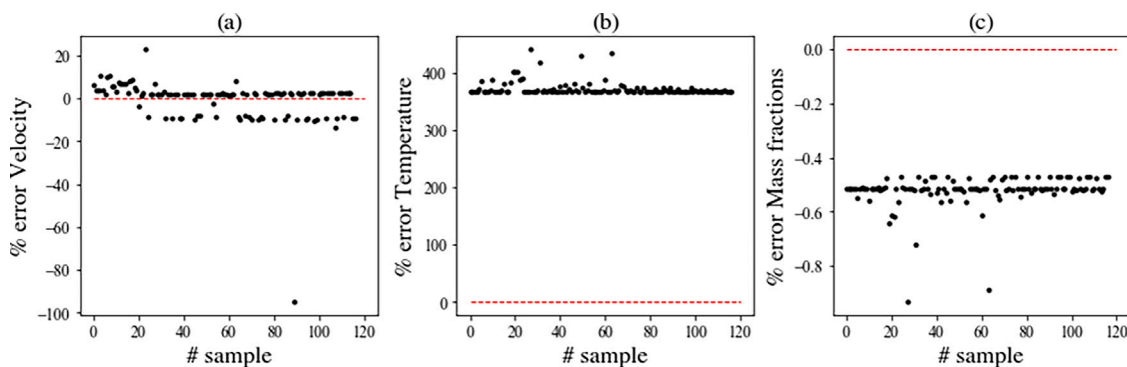 (a)
% error Velocity
20
0
−20
−40
−60
−80
−100
0 20 40 60 80 100 120
# sample
(b)
% error Temperature
400
300
200
100
0
0 20 40 60 80 100 120
# sample
(c)
% error Mass fractions
0.0
−0.2
−0.4
−0.6
−0.8
0 20 40 60 80 100 120
# sample